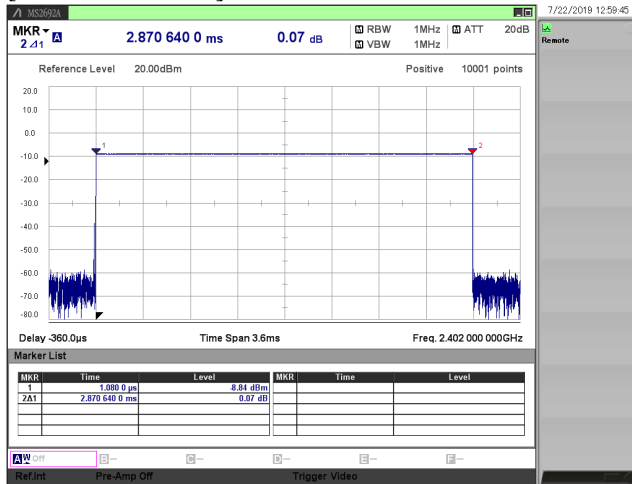 MS2692A
7/22/2019 12:59:45
MKR
2 Δ1
A
2.870 640 0 ms
0.07 dB
RBW 1MHz
ATT 20dB
VBW 1MHz
Remote
Reference Level 20.00dBm
Positive 10001 points
20.0
10.0
0.0
1
2
-10.0
-20.0
-30.0
-40.0
-50.0
-60.0
-70.0
-80.0
Delay -360.0µs
Time Span 3.6ms
Freq. 2.402 000 000GHz
Marker List
MKR Time Level MKR Time Level
1 1.080 0 µs -8.84 dBm
2Δ1 2.870 640 0 ms 0.07 dB
A Off B- C- D- E- F-
Ref.Int Pre-Amp Off Trigger Video